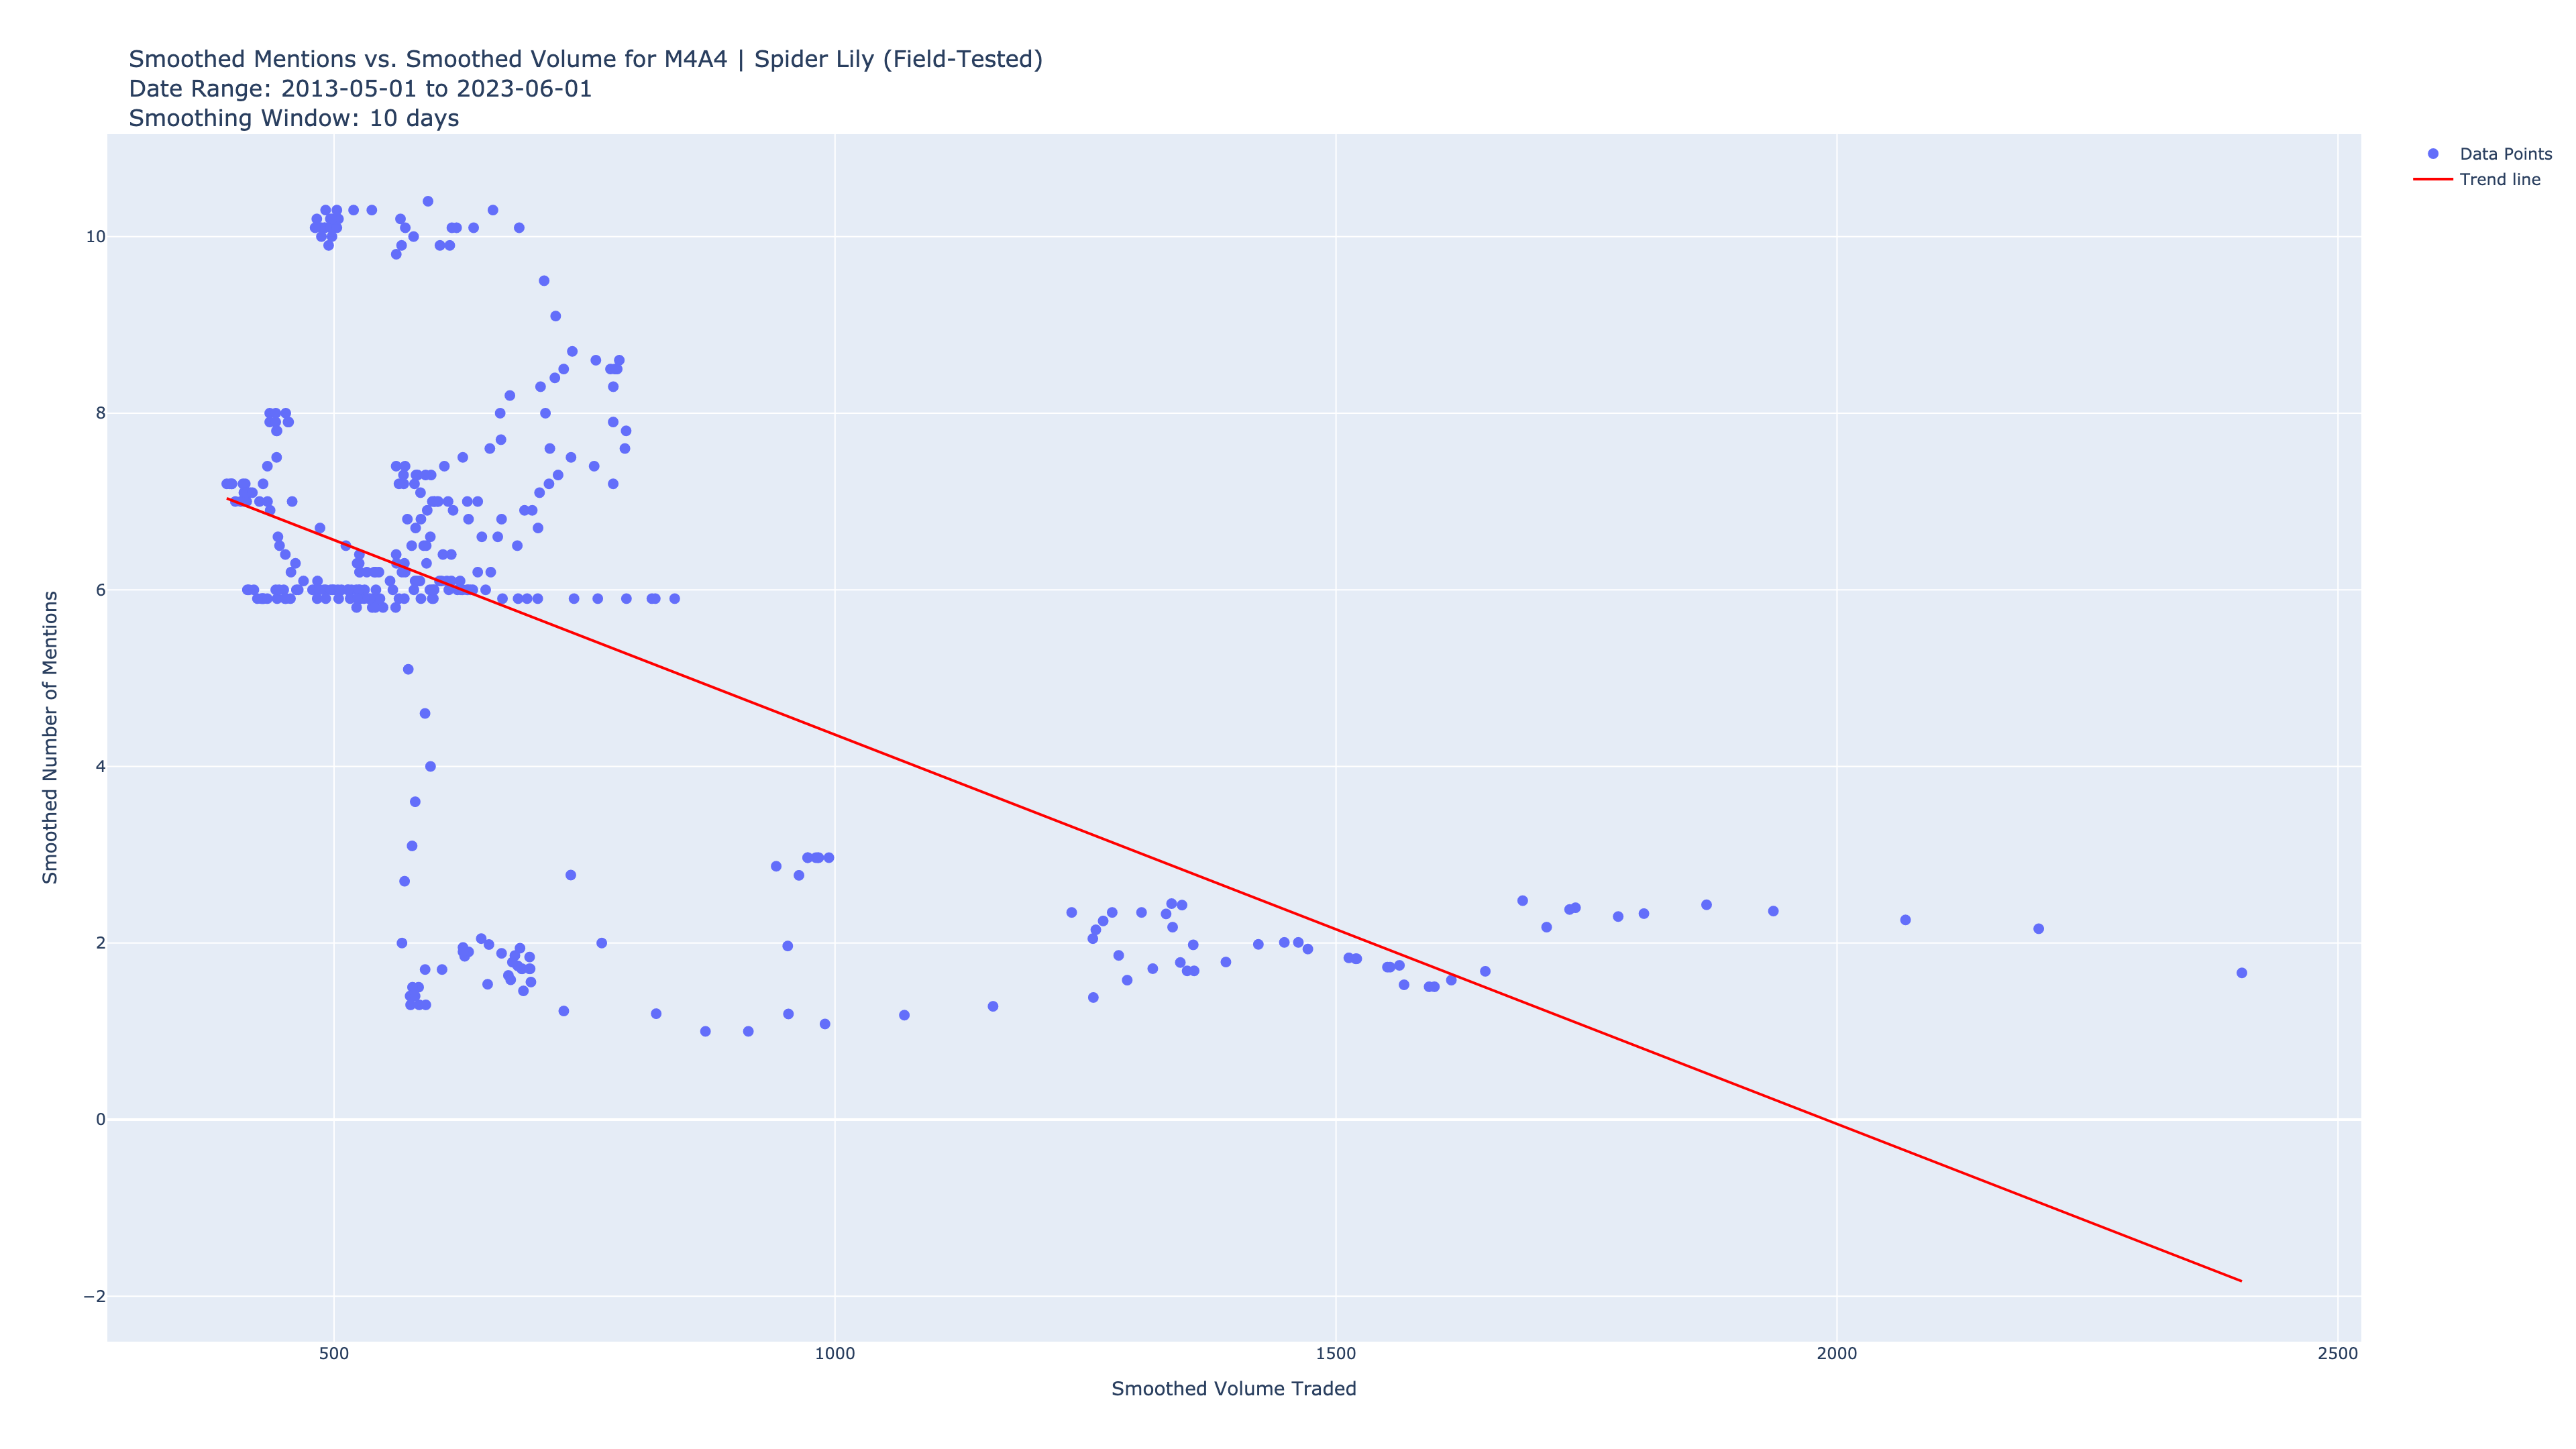 Smoothed Mentions vs. Smoothed Volume for M4A4 | Spider Lily (Field-Tested)
Date Range: 2013-05-01 to 2023-06-01
Smoothing Window: 10 days
Data Points
Trend line
10
8
6
4
2
0
−2
Smoothed Number of Mentions
500
1000
1500
2000
2500
Smoothed Volume Traded